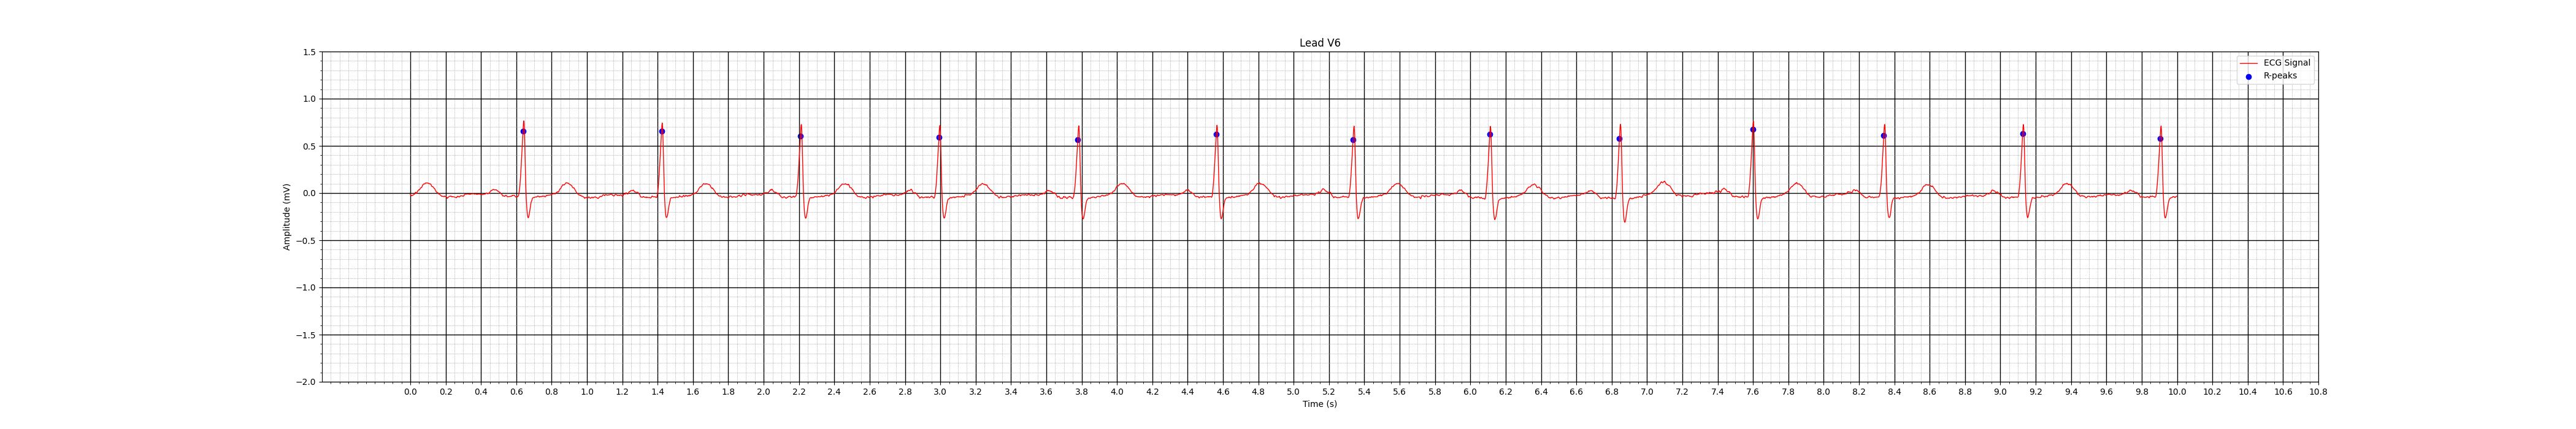 Lead V6
ECG Signal
R-peaks
Amplitude (mV)
1.5
1.0
0.5
0.0
−0.5
−1.0
−1.5
−2.0
0.0 0.2 0.4 0.6 0.8 1.0 1.2 1.4 1.6 1.8 2.0 2.2 2.4 2.6 2.8 3.0 3.2 3.4 3.6 3.8 4.0 4.2 4.4 4.6 4.8 5.0 5.2 5.4 5.6 5.8 6.0 6.2 6.4 6.6 6.8 7.0 7.2 7.4 7.6 7.8 8.0 8.2 8.4 8.6 8.8 9.0 9.2 9.4 9.6 9.8 10.0 10.2 10.4 10.6 10.8
Time (s)